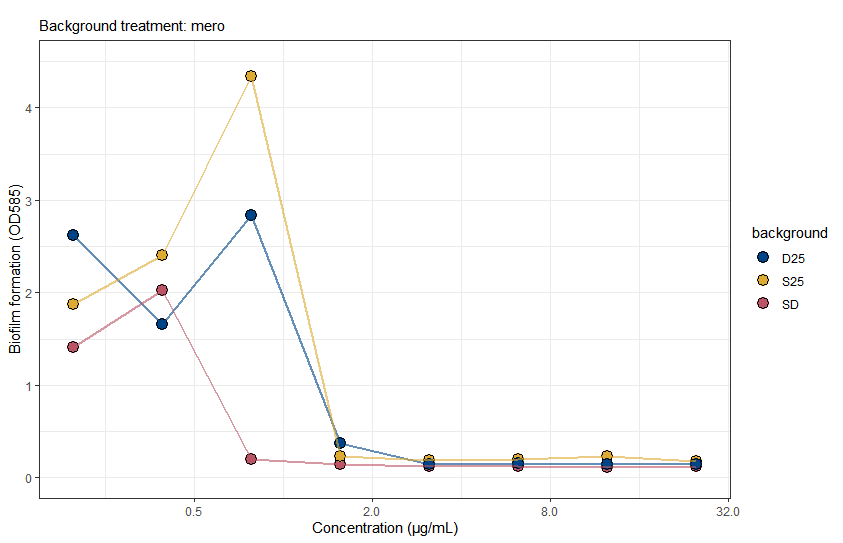 Background treatment: mero
Biofilm formation (OD585)
4
3
2
1
0
0.5
2.0
8.0
32.0
Concentration (µg/mL)
background
D25
S25
SD